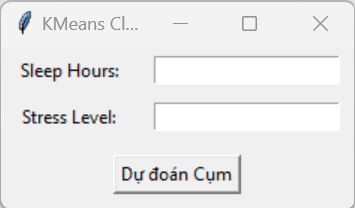 KMeans Cl...
Sleep Hours:
Stress Level:
Dự đoán Cụm